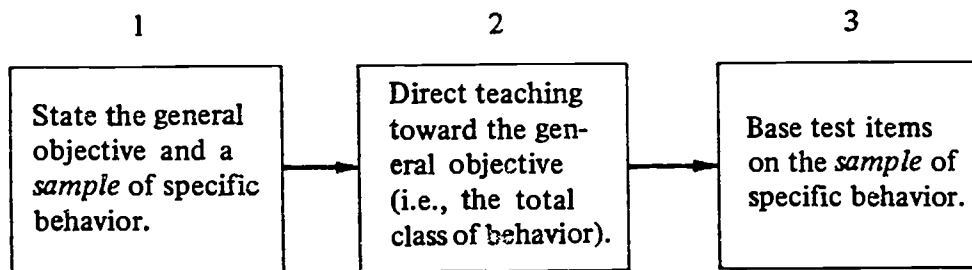 1
State the general
objective and a
sample of specific
behavior.
2
Direct teaching
toward the gen-
eral objective
(i.e., the total
class of behavior).
3
Base test items
on the sample of
specific behavior.